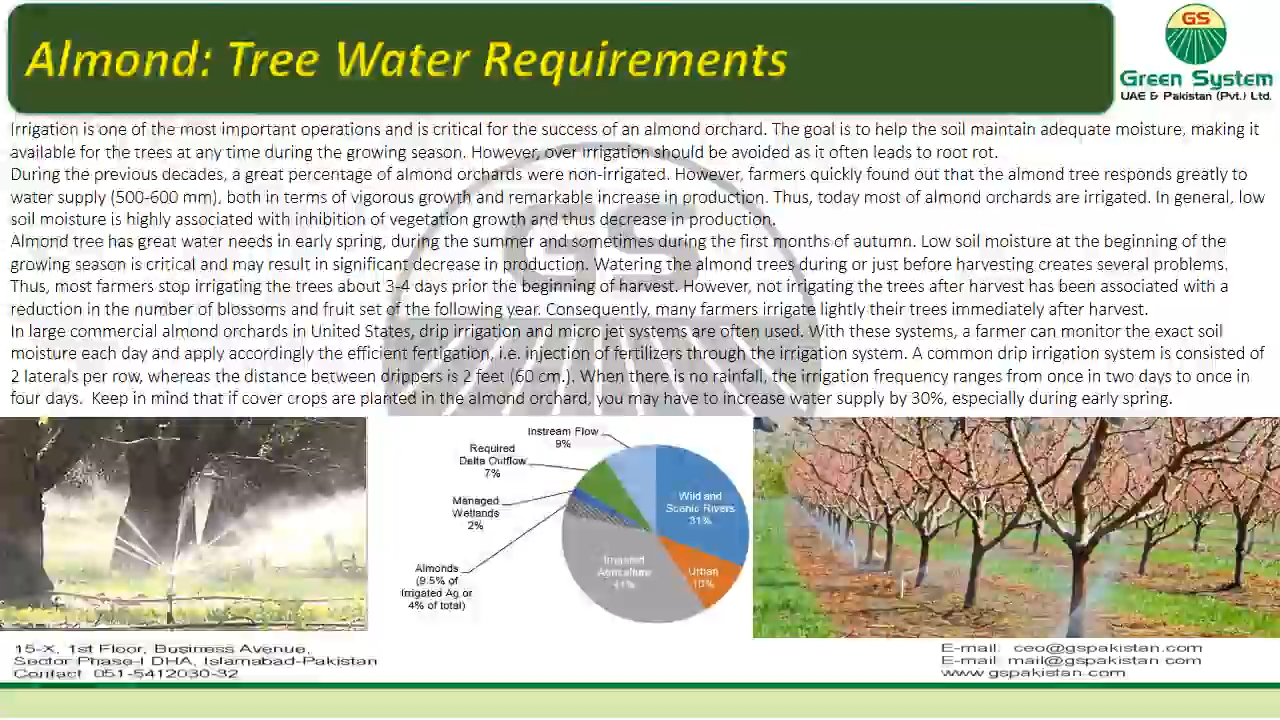 Almond: Tree Water Requirements
GS
Green System
UAE & Pakistan (Pvt.) Ltd.
Irrigation is one of the most important operations and is critical for the success of an almond orchard. The goal is to help the soil maintain adequate moisture, making it
available for the trees at any time during the growing season. However, over irrigation should be avoided as it often leads to root rot.
During the previous decades, a great percentage of almond orchards were non-irrigated. However, farmers quickly found out that the almond tree responds greatly to
water supply (500-600 mm), both in terms of vigorous growth and remarkable increase in production. Thus, today most of almond orchards are irrigated. In general, low
soil moisture is highly associated with inhibition of vegetation growth and thus decrease in production.
Almond tree has great water needs in early spring, during the summer and sometimes during the first months of autumn. Low soil moisture at the beginning of the
growing season is critical and may result in significant decrease in production. Watering the almond trees during or just before harvesting creates several problems.
Thus, most farmers stop irrigating the trees about 3-4 days prior the beginning of harvest. However, not irrigating the trees after harvest has been associated with a
reduction in the number of blossoms and fruit set of the following year. Consequently, many farmers irrigate lightly their trees immediately after harvest.
In large commercial almond orchards in United States, drip irrigation and micro jet systems are often used. With these systems, a farmer can monitor the exact soil
moisture each day and apply accordingly the efficient fertigation, i.e. injection of fertilizers through the irrigation system. A common drip irrigation system is consisted of
2 laterals per row, whereas the distance between drippers is 2 feet (60 cm.). When there is no rainfall, the irrigation frequency ranges from once in two days to once in
four days. Keep in mind that if cover crops are planted in the almond orchard, you may have to increase water supply by 30%, especially during early spring.
GS
Instream Flow
9%
Required
Delta Outflow
7%
Managed
Wetlands
2%
Almonds
(9.5% of
Irrigated Ag or
4% of total)
Wild and
Scenic Rivers
31%
Irrigated
Agriculture
41%
Urban
10%
15-X, 1st Floor, Business Avenue,
Sector Phase-I DHA, Islamabad-Pakistan
Contact 051-5412030-32
E-mail: ceo@gspakistan.com
E-mail: mail@gspakistan.com
www.gspakistan.com